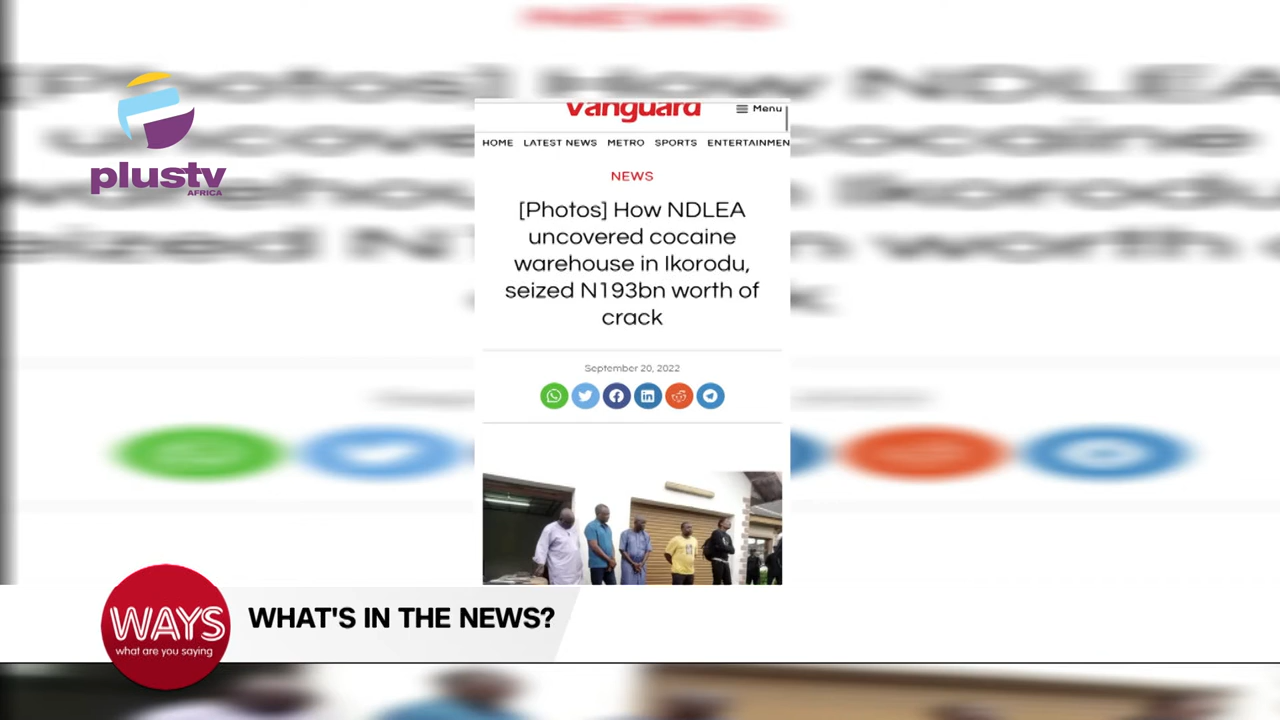 plustv
AFRICA
Vanguard
Menu
HOME LATEST NEWS METRO SPORTS ENTERTAINMEN
NEWS
[Photos] How NDLEA
uncovered cocaine
warehouse in Ikorodu,
seized N193bn worth of
crack
September 20, 2022
WAYS
what are you saying
WHAT'S IN THE NEWS?